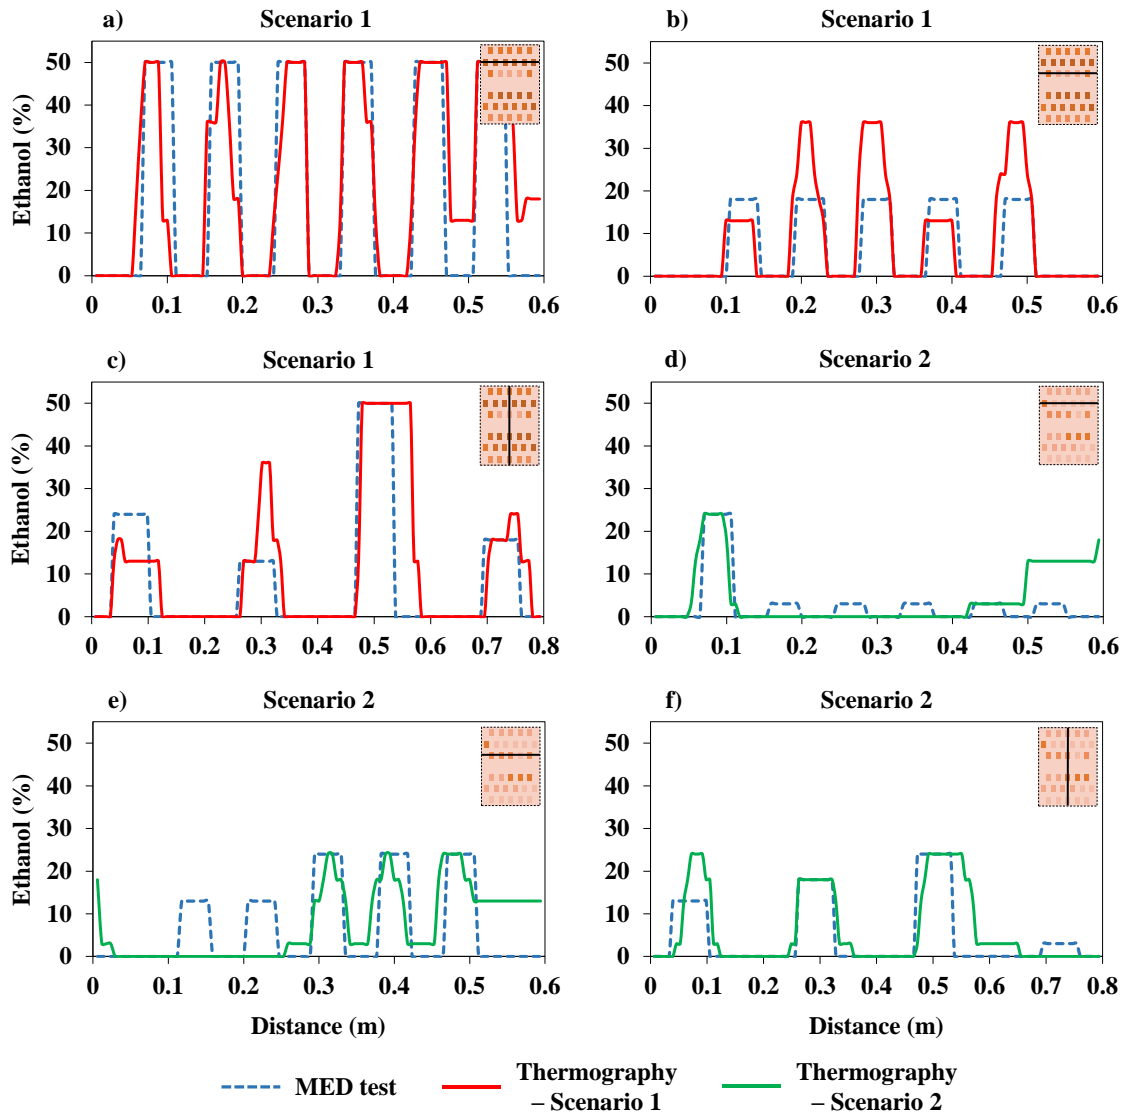 a) Scenario 1
b) Scenario 1
Ethanol (%)
50
40
30
20
10
0
0 0.1 0.2 0.3 0.4 0.5 0.6
Ethanol (%)
50
40
30
20
10
0
0 0.1 0.2 0.3 0.4 0.5 0.6
c) Scenario 1
d) Scenario 2
Ethanol (%)
50
40
30
20
10
0
0 0.1 0.2 0.3 0.4 0.5 0.6 0.7 0.8
Ethanol (%)
50
40
30
20
10
0
0 0.1 0.2 0.3 0.4 0.5 0.6
e) Scenario 2
f) Scenario 2
Ethanol (%)
50
40
30
20
10
0
0 0.1 0.2 0.3 0.4 0.5 0.6
Distance (m)
Ethanol (%)
50
40
30
20
10
0
0 0.1 0.2 0.3 0.4 0.5 0.6 0.7 0.8
Distance (m)
MED test
Thermography
– Scenario 1
Thermography
– Scenario 2